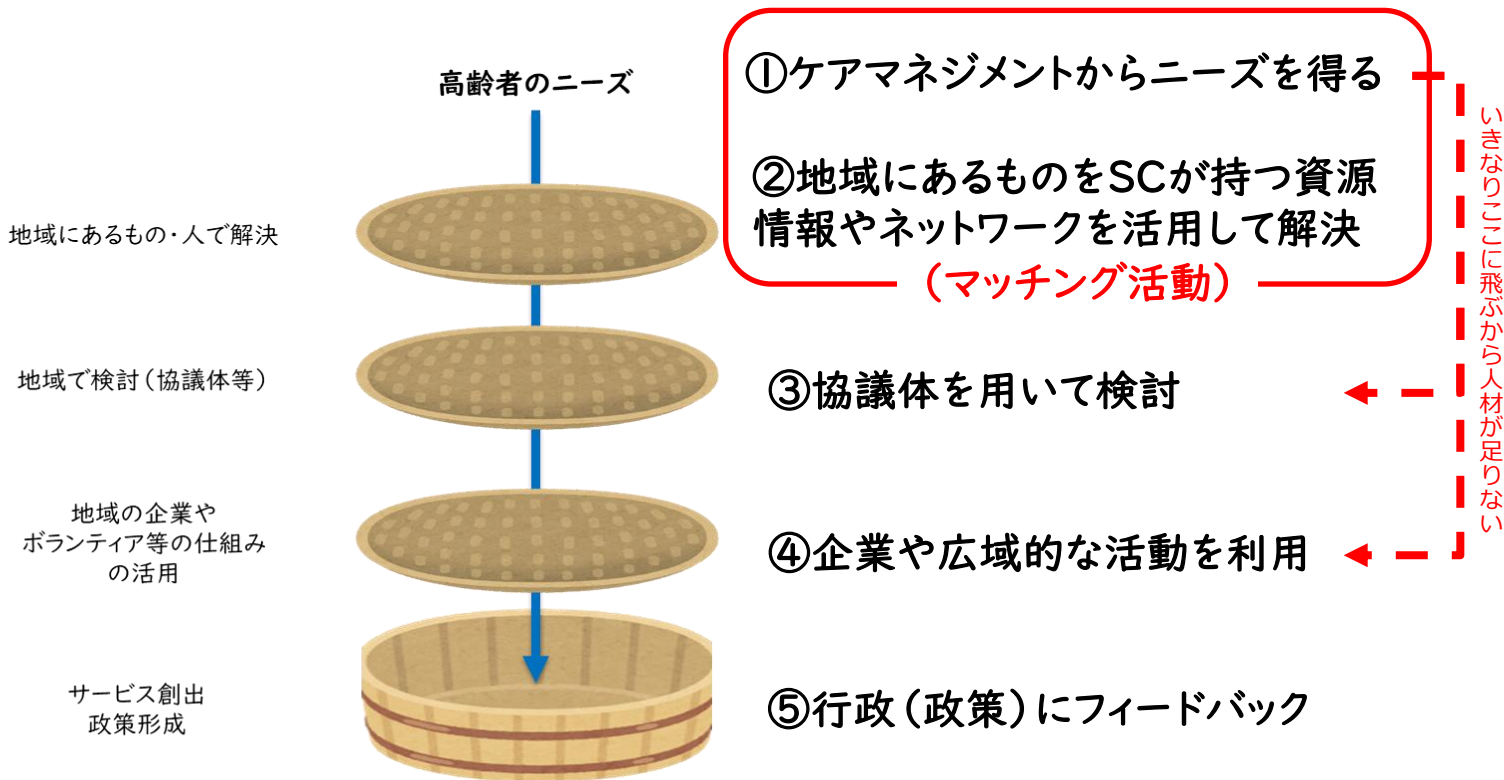 高齢者のニーズ
地域にあるもの・人で解決
地域で検討（協議体等）
地域の企業や
ボランティア等の仕組み
の活用
サービス創出
政策形成
①ケアマネジメントからニーズを得る
②地域にあるものをSCが持つ資源
情報やネットワークを活用して解決
（マッチング活動）
③協議体を用いて検討
④企業や広域的な活動を利用
⑤行政（政策）にフィードバック
いきなりここに飛ぶから人材が足りない